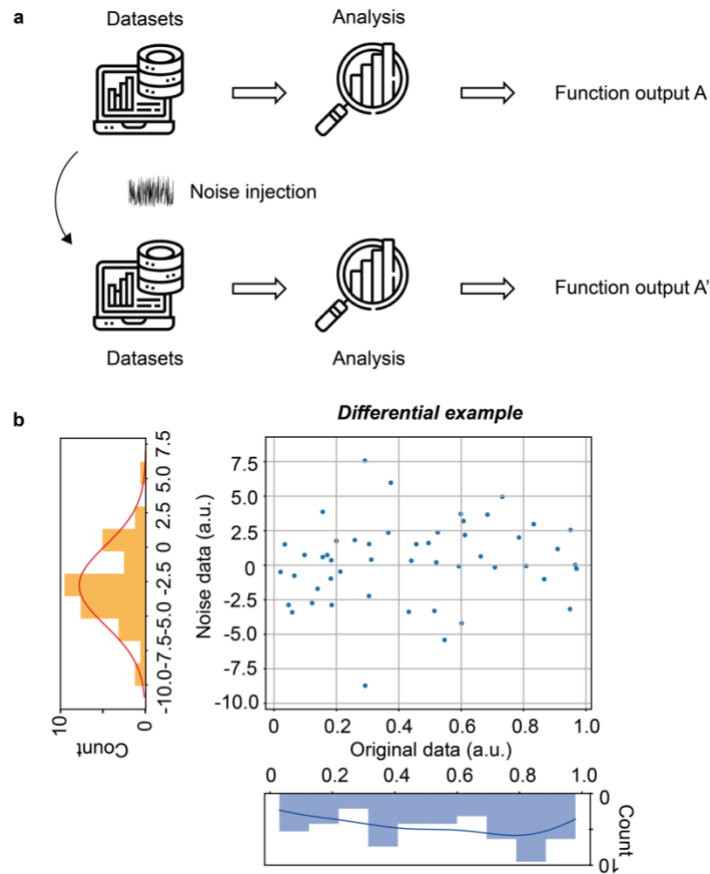 a
Datasets
Analysis
Function output A
Noise injection
Function output A'
Datasets
Analysis
b
Differential example
7.5
5.0
2.5
0
-2.5
-5.0
-7.5
-10.0
10
0
Count
Noise data (a.u.)
7.5
5.0
2.5
0
-2.5
-5.0
-7.5
-10.0
0 0.2 0.4 0.6 0.8 1.0
Original data (a.u.)
0 0.2 0.4 0.6 0.8 1.0
0
10
Count